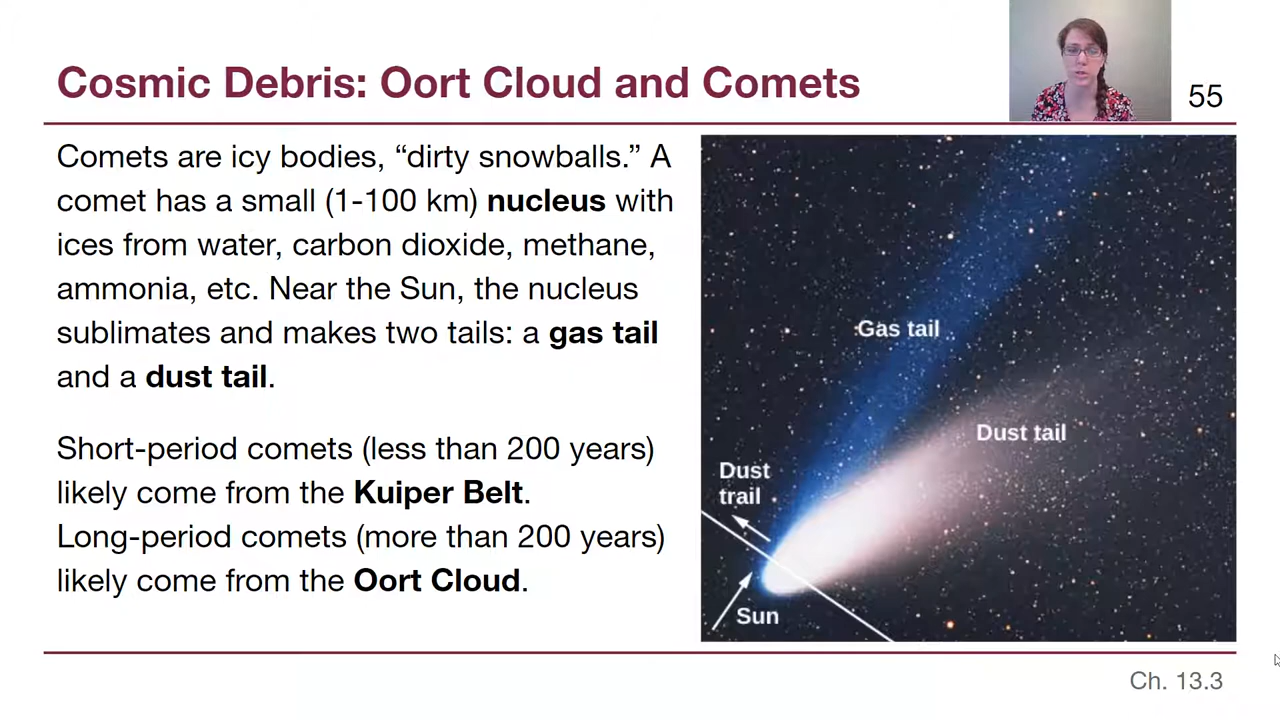 Cosmic Debris: Oort Cloud and Comets
55
Comets are icy bodies, “dirty snowballs.” A
comet has a small (1-100 km) nucleus with
ices from water, carbon dioxide, methane,
ammonia, etc. Near the Sun, the nucleus
sublimates and makes two tails: a gas tail
and a dust tail.
Short-period comets (less than 200 years)
likely come from the Kuiper Belt.
Long-period comets (more than 200 years)
likely come from the Oort Cloud.
Gas tail
Dust tail
Dust
trail
Sun
Ch. 13.3